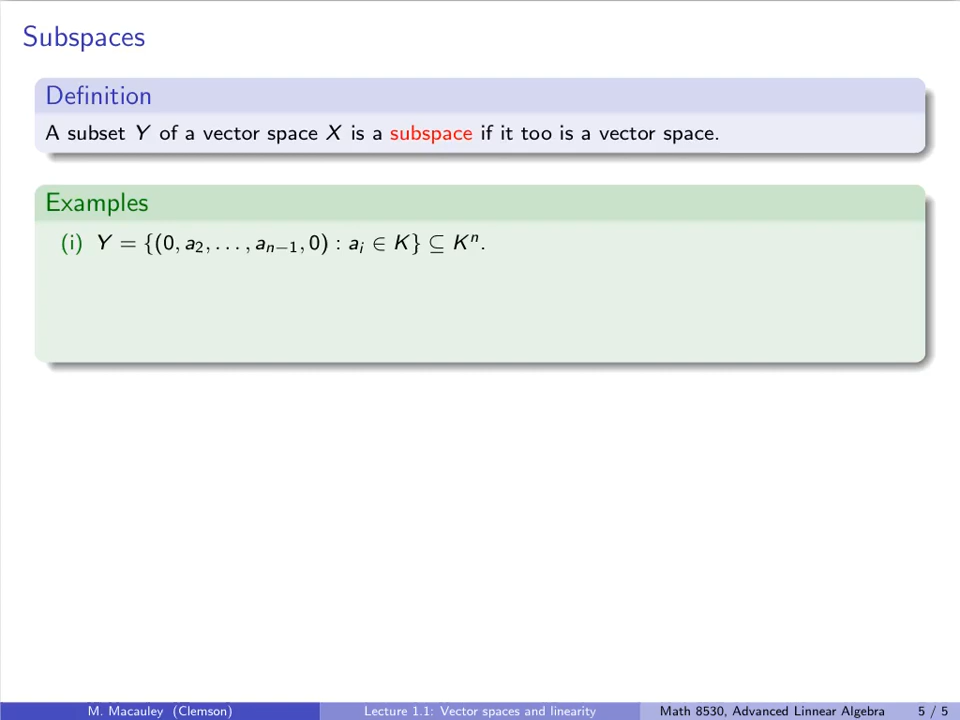 Subspaces
Definition
A subset Y of a vector space X is a subspace if it too is a vector space.
Examples
(i) Y = {(0, a₂, . . . , aₙ₋₁, 0) : aᵢ ∈ K} ⊆ Kⁿ.
M. Macauley (Clemson) Lecture 1.1: Vector spaces and linearity Math 8530, Advanced Linnear Algebra 5 / 5